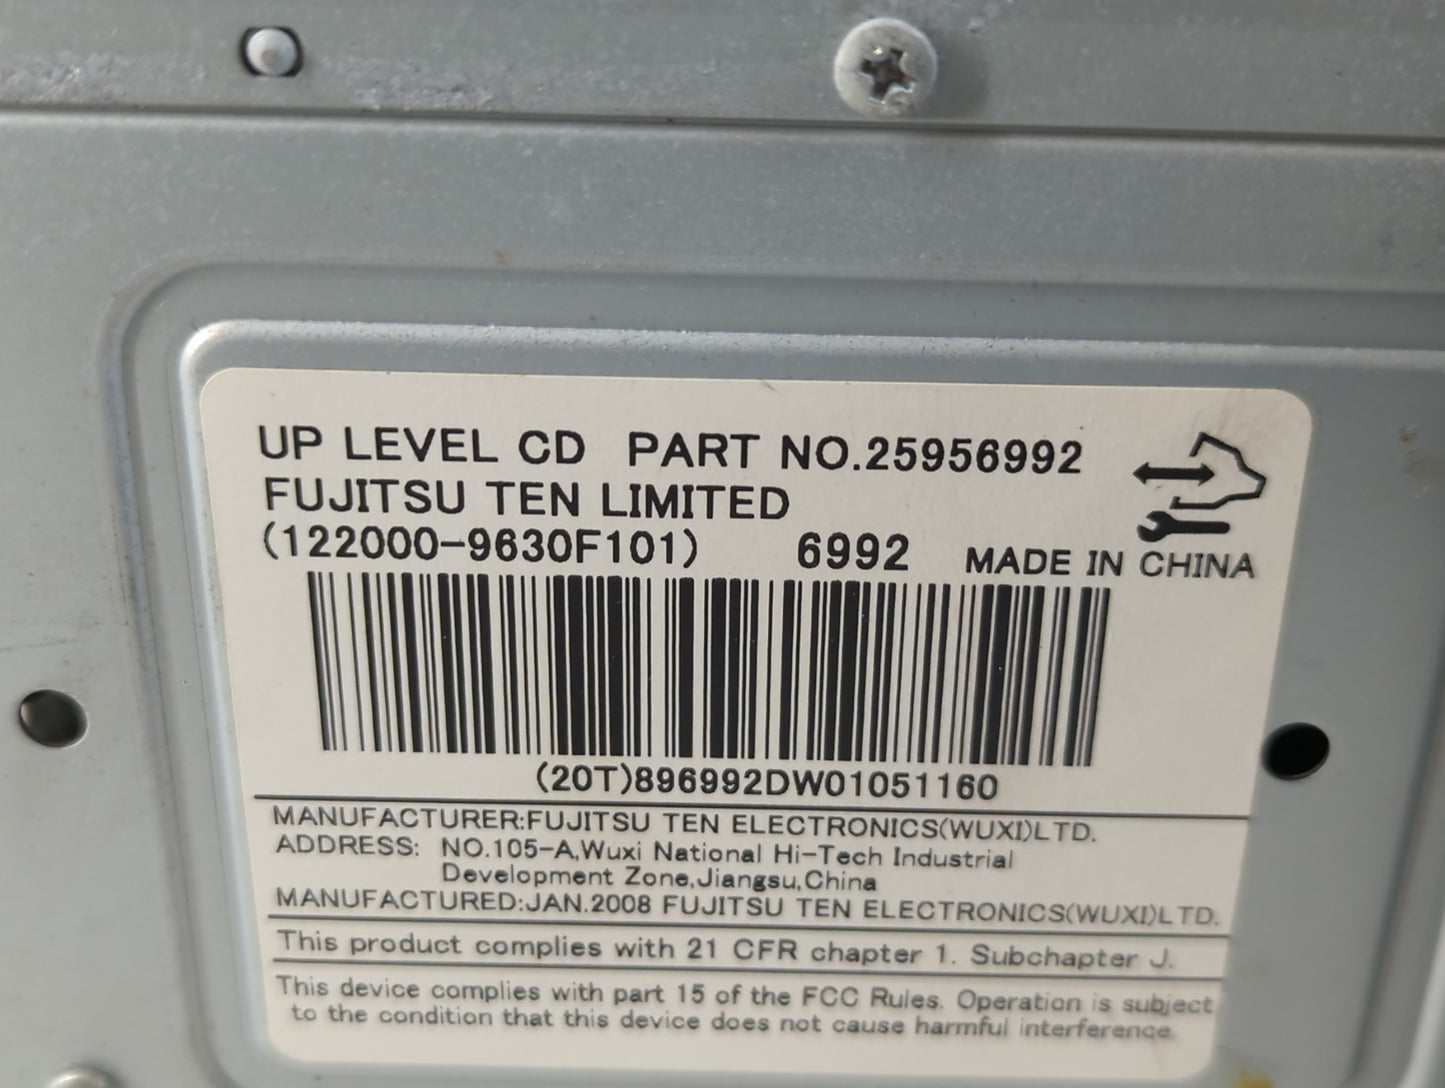 UP LEVEL CD PART NO.25956992
FUJITSU TEN LIMITED
(122000-9630F101) 6992 MADE IN CHINA
(20T)896992DW01051160
MANUFACTURER:FUJITSU TEN ELECTRONICS(WUXI)LTD.
ADDRESS: NO.105-A,Wuxi National Hi-Tech Industrial
Development Zone,Jiangsu,China
MANUFACTURED:JAN.2008 FUJITSU TEN ELECTRONICS(WUXI)LTD.
This product complies with 21 CFR chapter 1. Subchapter J.
This device complies with part 15 of the FCC Rules. Operation is subject
to the condition that this device does not cause harmful interference.